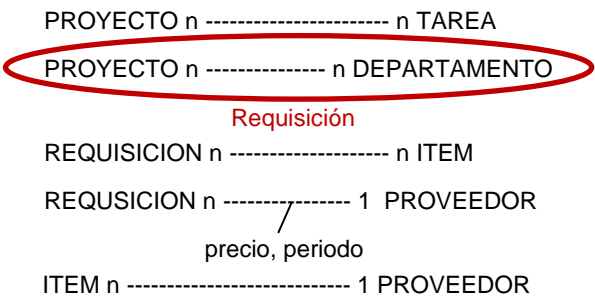 PROYECTO n ----------------------- n TAREA
PROYECTO n --------------- n DEPARTAMENTO
Requisición
REQUISICION n -------------------- n ITEM
REQUSICION n ---------------- 1 PROVEEDOR
precio, periodo
ITEM n ---------------------------- 1 PROVEEDOR